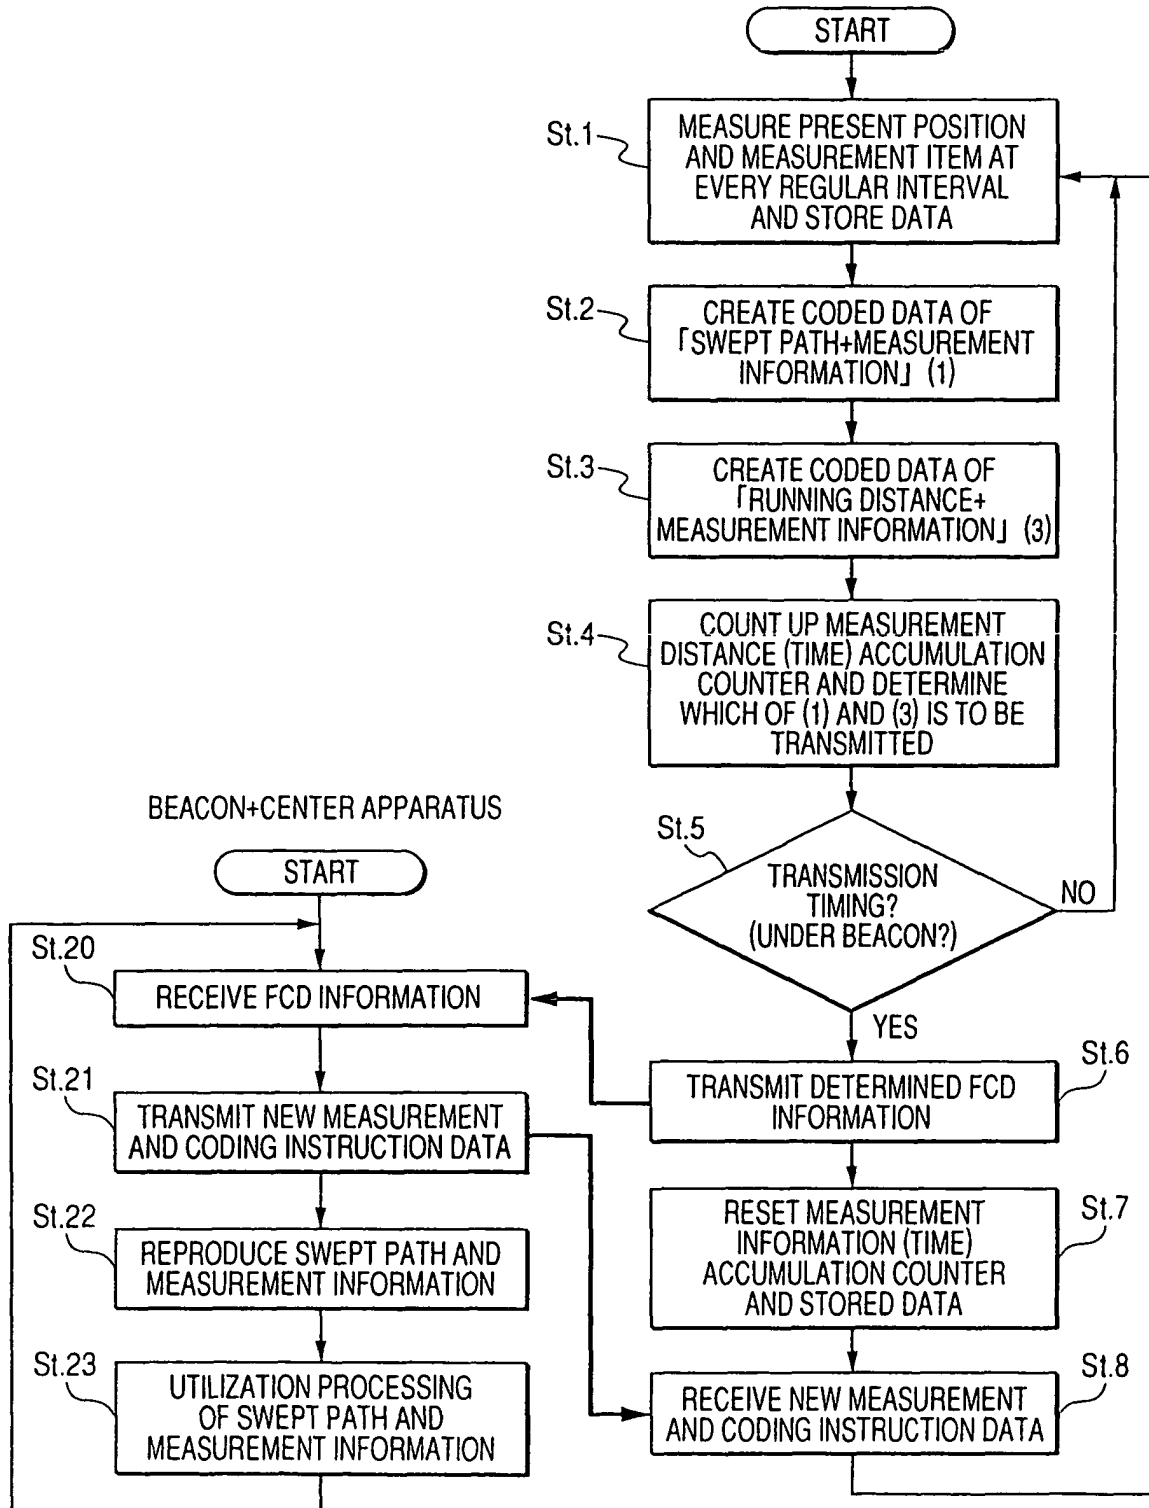 START
St.1
MEASURE PRESENT POSITION
AND MEASUREMENT ITEM AT
EVERY REGULAR INTERVAL
AND STORE DATA
St.2
CREATE CODED DATA OF
「SWEPT PATH+MEASUREMENT
INFORMATION」 (1)
St.3
CREATE CODED DATA OF
「RUNNING DISTANCE+
MEASUREMENT INFORMATION」 (3)
St.4
COUNT UP MEASUREMENT
DISTANCE (TIME) ACCUMULATION
COUNTER AND DETERMINE
WHICH OF (1) AND (3) IS TO BE
TRANSMITTED
St.5
TRANSMISSION
TIMING?
(UNDER BEACON?)
NO
YES
St.6
TRANSMIT DETERMINED FCD
INFORMATION
St.7
RESET MEASUREMENT
INFORMATION (TIME)
ACCUMULATION COUNTER
AND STORED DATA
St.8
RECEIVE NEW MEASUREMENT
AND CODING INSTRUCTION DATA
BEACON+CENTER APPARATUS
START
St.20
RECEIVE FCD INFORMATION
St.21
TRANSMIT NEW MEASUREMENT
AND CODING INSTRUCTION DATA
St.22
REPRODUCE SWEPT PATH AND
MEASUREMENT INFORMATION
St.23
UTILIZATION PROCESSING
OF SWEPT PATH AND
MEASUREMENT INFORMATION